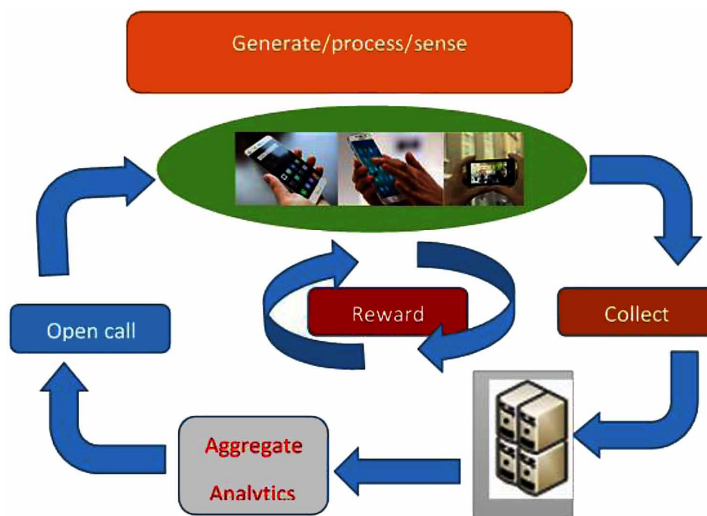 Generate/process/sense
Open call
Reward
Collect
Aggregate
Analytics